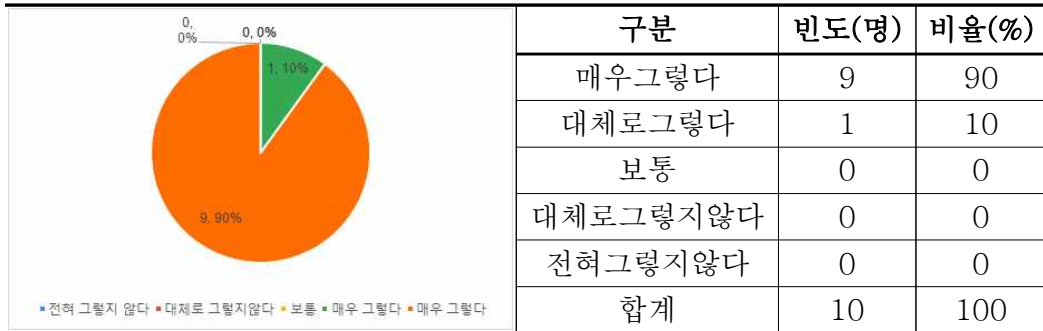 0,
0%
0, 0%
1, 10%
9, 90%
전혀 그렇지 않다 대체로 그렇지않다 보통 매우 그렇다 매우 그렇다
구분 빈도(명) 비율(%)
매우그렇다 9 90
대체로그렇다 1 10
보통 0 0
대체로그렇지않다 0 0
전혀그렇지않다 0 0
합계 10 100